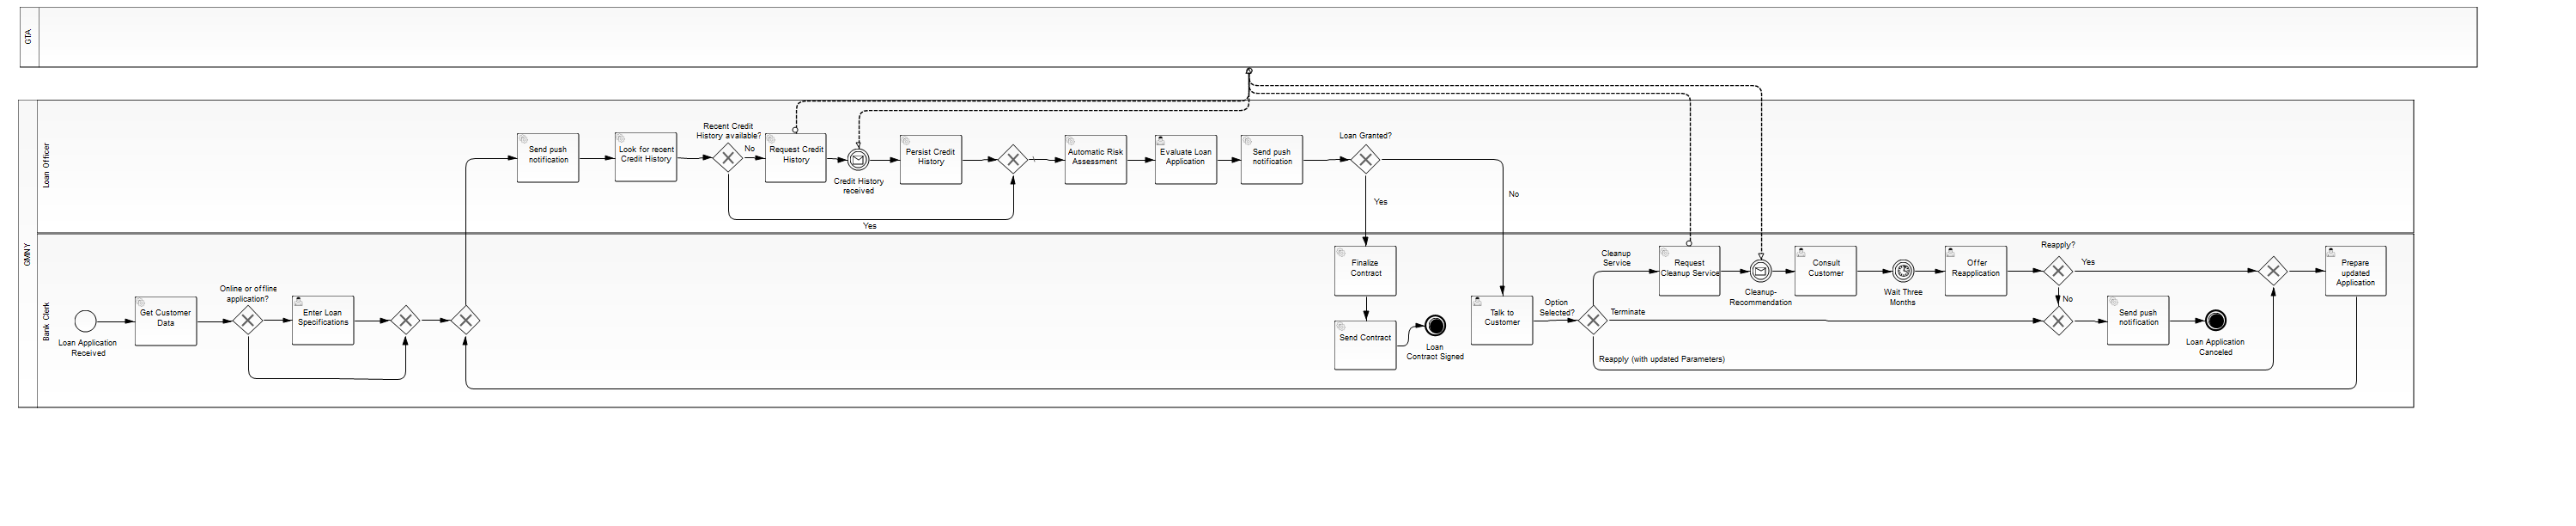 GTA
GMNY
Loan Officer
Recent Credit
History available?
No
Send push
notification
Look for recent
Credit History
Request Credit
History
Credit History
received
Persist Credit
History
Automatic Risk
Assessment
Evaluate Loan
Application
Send push
notification
Loan Granted?
Yes
No
Yes
Bank Clerk
Loan Application
Received
Get Customer
Data
Online or offline
application?
Enter Loan
Specifications
Finalize
Contract
Send Contract
Loan
Contract Signed
Talk to
Customer
Option
Selected?
Cleanup
Service
Terminate
Reapply (with updated Parameters)
Request
Cleanup Service
Cleanup-
Recommendation
Consult
Customer
Wait Three
Months
Offer
Reapplication
Reapply?
Yes
No
Send push
notification
Loan Application
Canceled
Prepare
updated
Application